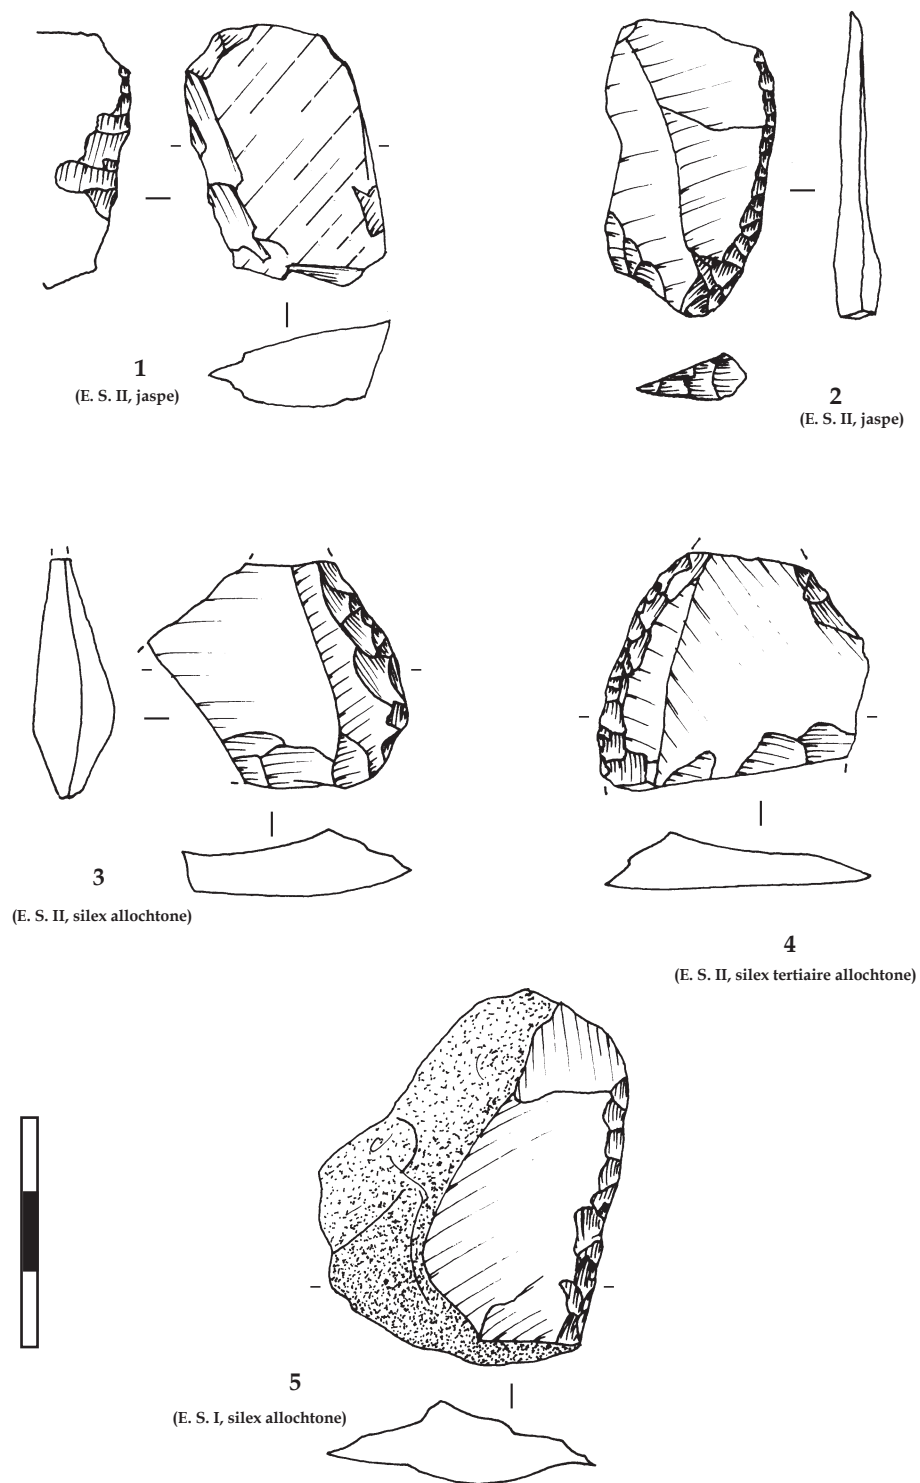 1
(E. S. II, jaspe)
2
(E. S. II, jaspe)
3
(E. S. II, silex allochtone)
4
(E. S. II, silex tertiaire allochtone)
5
(E. S. I, silex allochtone)